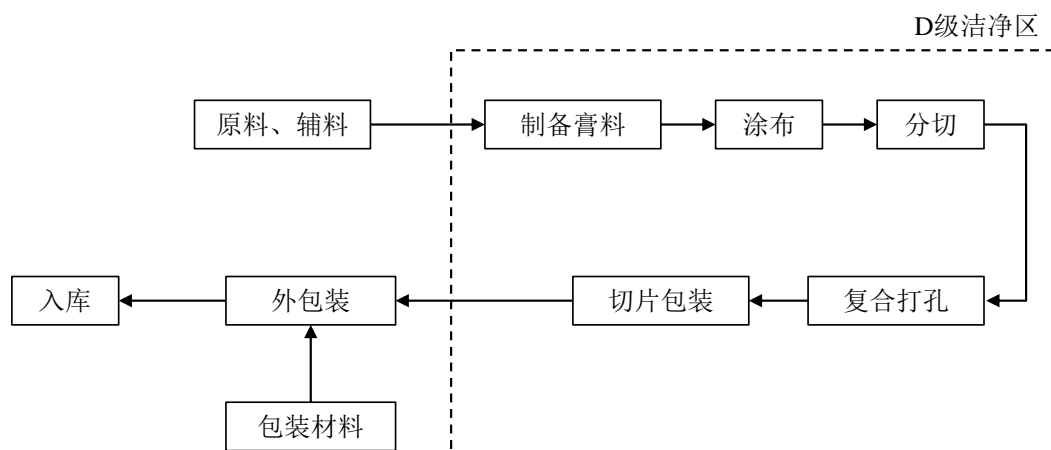 D级洁净区
原料、辅料
制备膏料
涂布
分切
入库
外包装
切片包装
复合打孔
包装材料